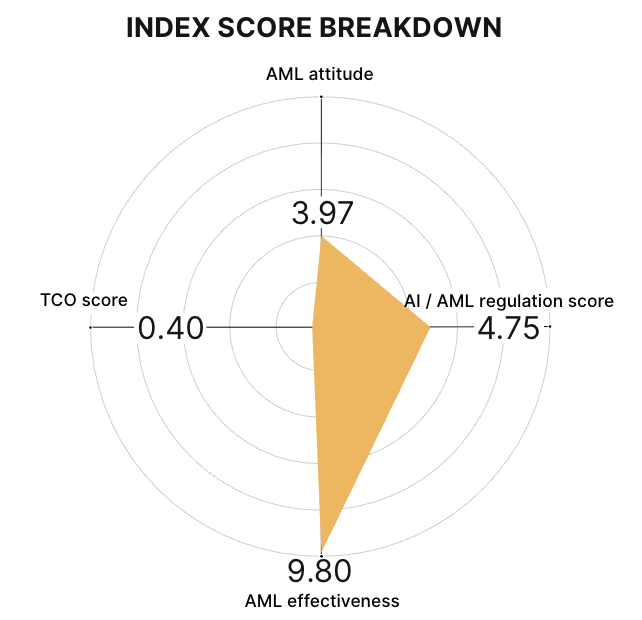 INDEX SCORE BREAKDOWN
AML attitude
3.97
TCO score
AI / AML regulation score
0.40
4.75
9.80
AML effectiveness